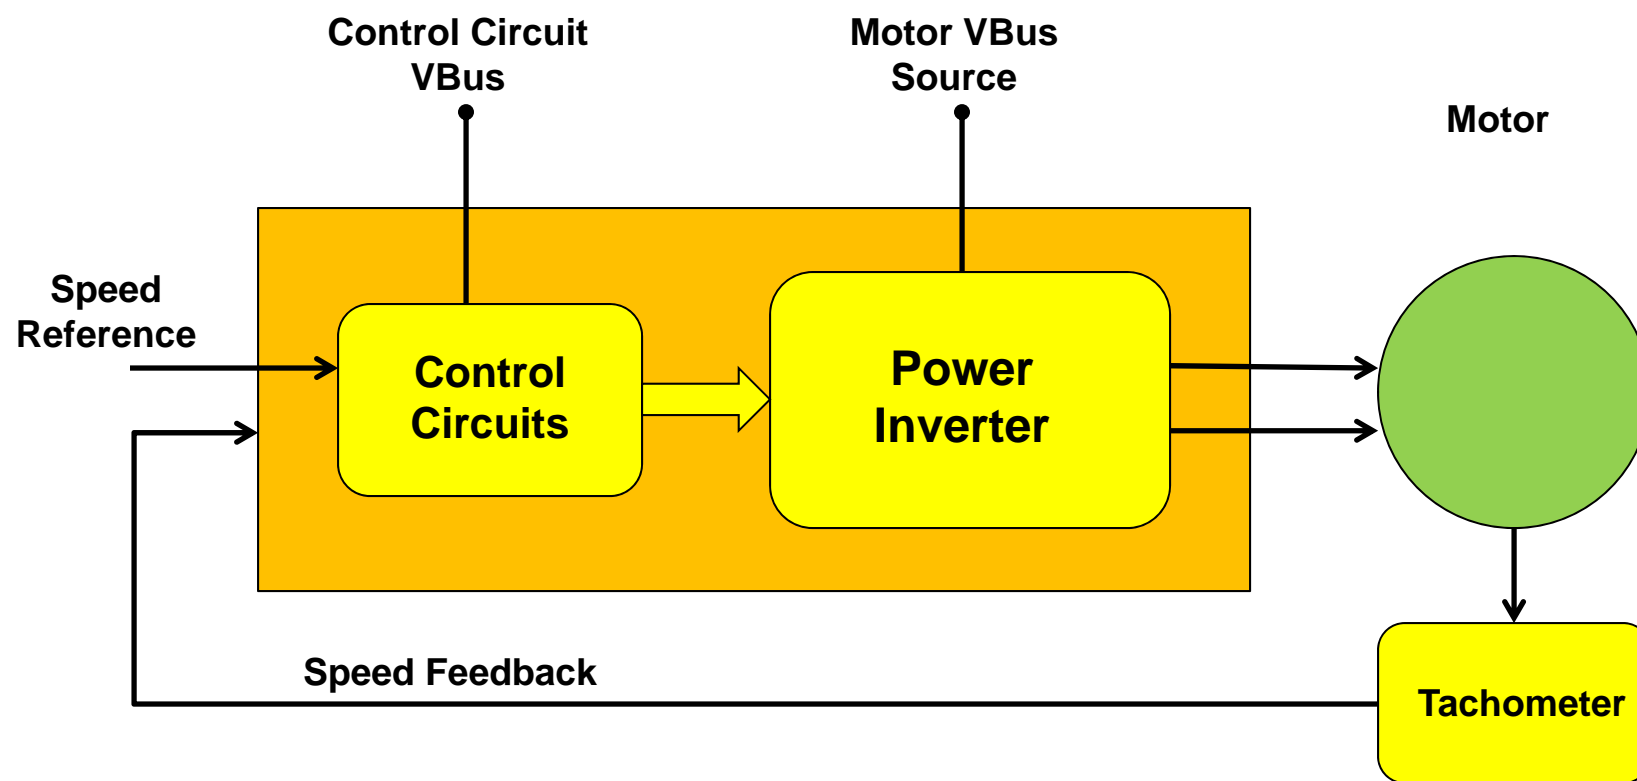 Control Circuit
VBus
Motor VBus
Source
Motor
Speed
Reference
Control
Circuits
Power
Inverter
Speed Feedback
Tachometer